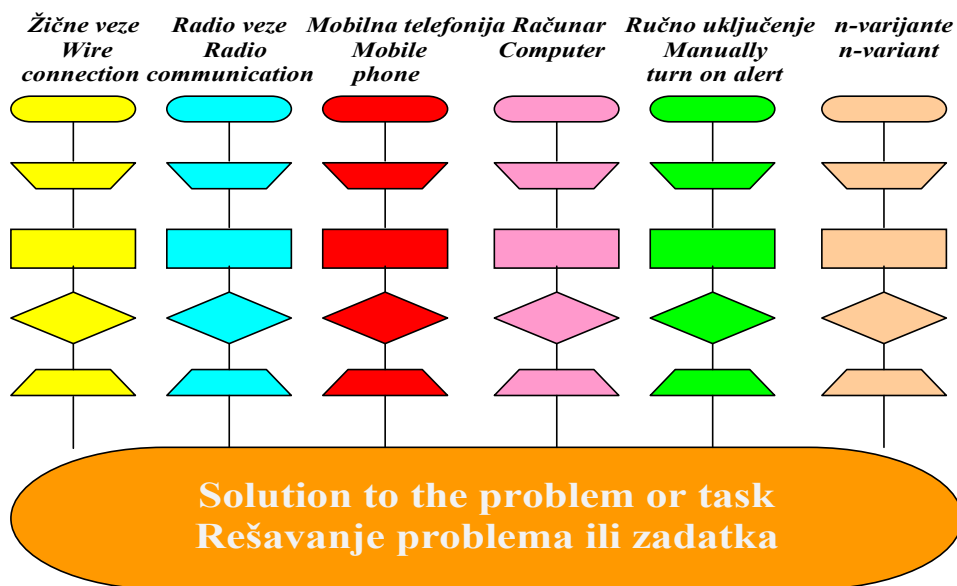 Žične veze
Wire
connection
Radio veze
Radio
communication
Mobilna telefonija
Mobile
phone
Računar
Computer
Ručno uključenje
Manually
turn on alert
n-varijante
n-variant
Solution to the problem or task
Rešavanje problema ili zadatka